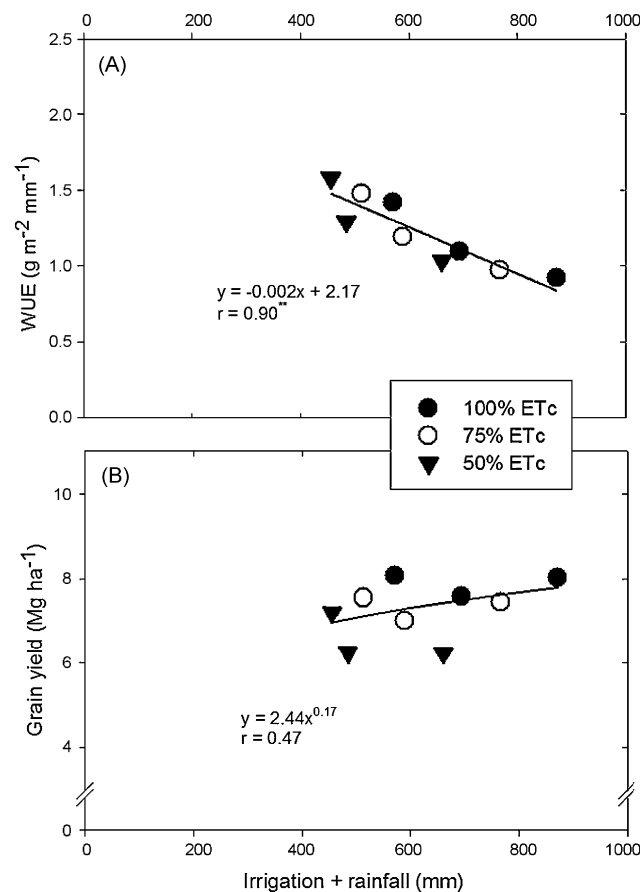 0 200 400 600 800 1000
2.5
(A)
2.0
1.5
1.0
0.5
0.0
WUE (g m⁻² mm⁻¹)
y = -0.002x + 2.17
r = 0.90**
100% ETc
75% ETc
50% ETc
(B)
10
8
6
4
0
Grain yield (Mg ha⁻¹)
y = 2.44x⁰·¹⁷
r = 0.47
0 200 400 600 800 1000
Irrigation + rainfall (mm)